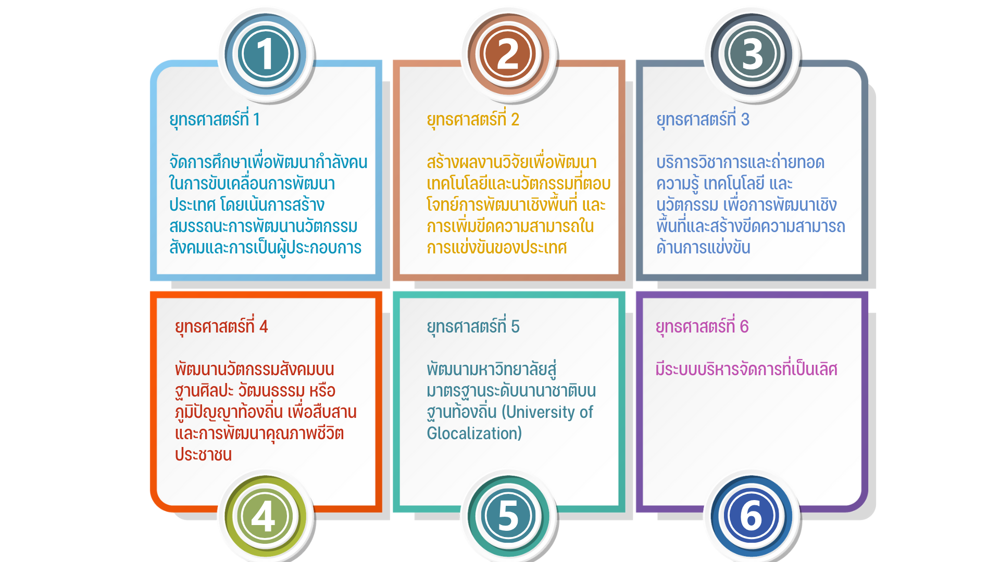 1
ยุทธศาสตร์ที่ 1
จัดการศึกษาเพื่อพัฒนากำลังคน
ในการขับเคลื่อนการพัฒนา
ประเทศ โดยเน้นการสร้าง
สมรรถนะการพัฒนานวัตกรรม
สังคมและการเป็นผู้ประกอบการ
2
ยุทธศาสตร์ที่ 2
สร้างผลงานวิจัยเพื่อพัฒนา
เทคโนโลยีและนวัตกรรมที่ตอบ
โจทย์การพัฒนาเชิงพื้นที่ และ
การเพิ่มขีดความสามารถใน
การแข่งขันของประเทศ
3
ยุทธศาสตร์ที่ 3
บริการวิชาการและถ่ายทอด
ความรู้ เทคโนโลยี และ
นวัตกรรม เพื่อการพัฒนาเชิง
พื้นที่และสร้างขีดความสามารถ
ด้านการแข่งขัน
ยุทธศาสตร์ที่ 4
พัฒนานวัตกรรมสังคมบน
ฐานศิลปะ วัฒนธรรม หรือ
ภูมิปัญญาท้องถิ่น เพื่อสืบสาน
และการพัฒนาคุณภาพชีวิต
ประชาชน
4
ยุทธศาสตร์ที่ 5
พัฒนามหาวิทยาลัยสู่
มาตรฐานระดับนานาชาติบน
ฐานท้องถิ่น (University of
Glocalization)
5
ยุทธศาสตร์ที่ 6
มีระบบบริหารจัดการที่เป็นเลิศ
6